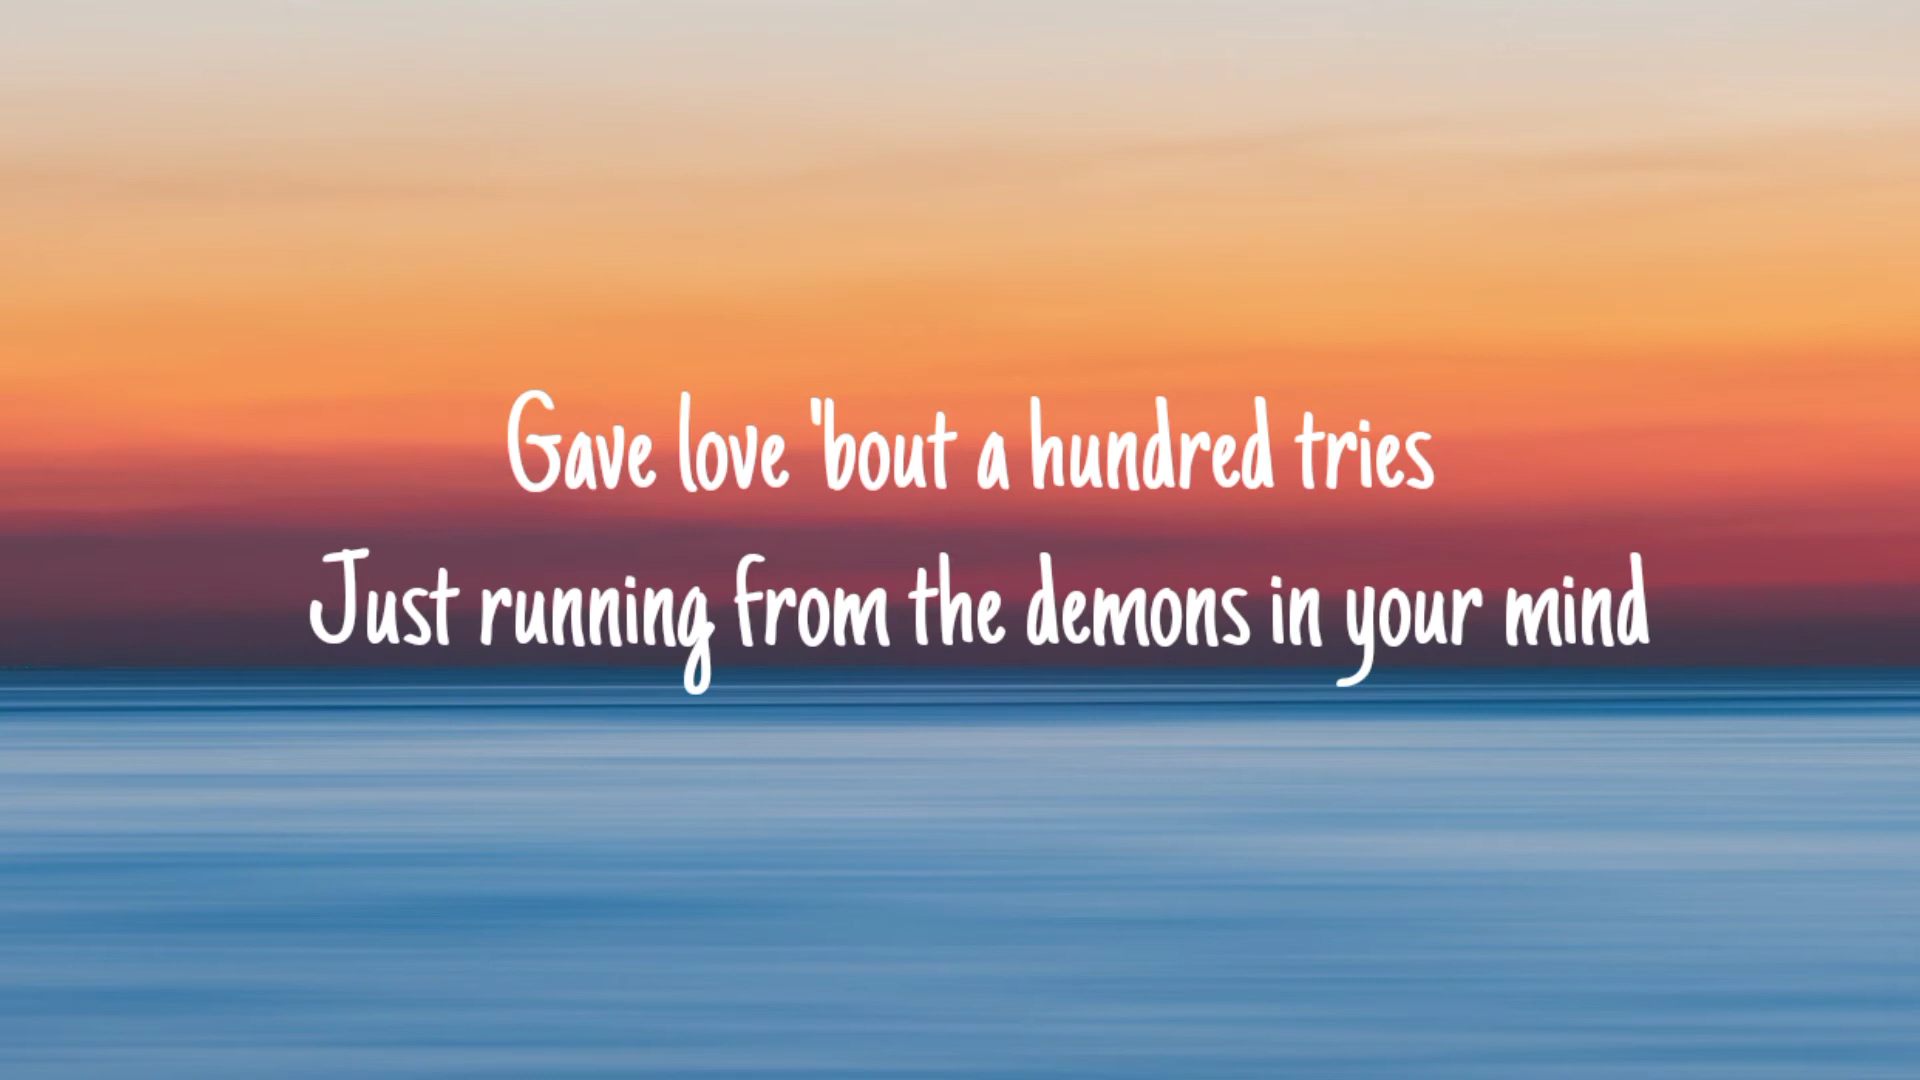 Gave love 'bout a hundred tries
Just running from the demons in your mind